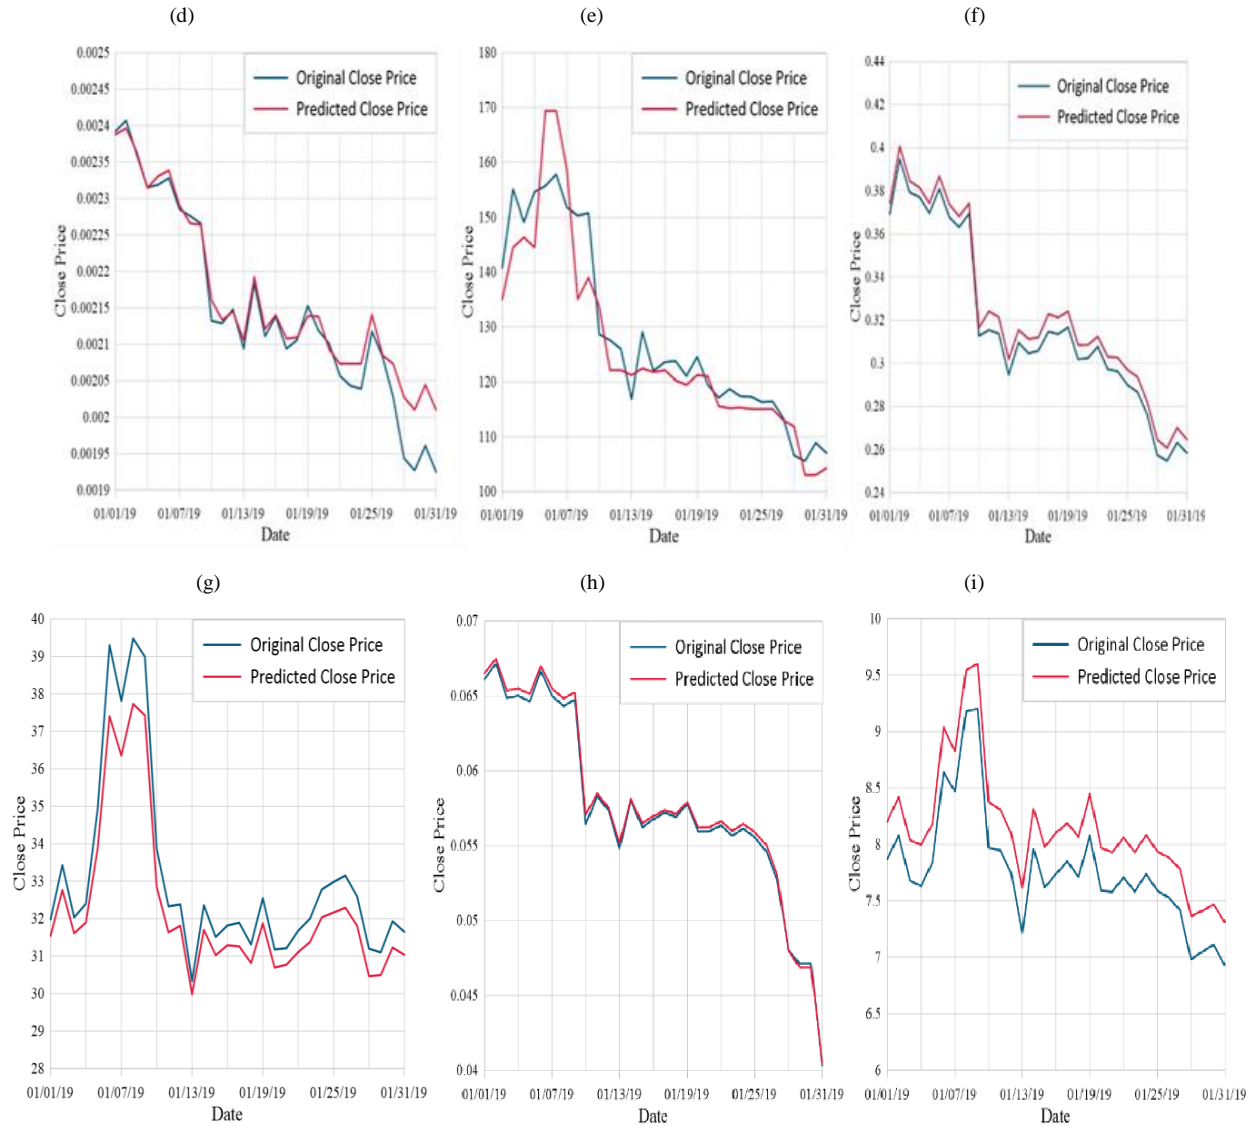 (d)
0.0025
0.00245
0.0024
0.00235
0.0023
0.00225
0.0022
0.00215
0.0021
0.00205
0.002
0.00195
0.0019
Close Price
Original Close Price
Predicted Close Price
01/01/19 01/07/19 01/13/19 01/19/19 01/25/19 01/31/19
Date
(e)
180
170
160
150
140
130
120
110
100
Close Price
Original Close Price
Predicted Close Price
01/01/19 01/07/19 01/13/19 01/19/19 01/25/19 01/31/19
Date
(f)
0.44
0.42
0.4
0.38
0.36
0.34
0.32
0.3
0.28
0.26
0.24
Close Price
Original Close Price
Predicted Close Price
01/01/19 01/07/19 01/13/19 01/19/19 01/25/19 01/31/19
Date
(g)
40
39
38
37
36
35
34
33
32
31
30
29
28
Close Price
Original Close Price
Predicted Close Price
01/01/19 01/07/19 01/13/19 01/19/19 01/25/19 01/31/19
Date
(h)
0.07
0.065
0.06
0.055
0.05
0.045
0.04
Close Price
Original Close Price
Predicted Close Price
01/01/19 01/07/19 01/13/19 01/19/19 01/25/19 01/31/19
Date
(i)
10
9.5
9
8.5
8
7.5
7
6.5
6
Close Price
Original Close Price
Predicted Close Price
01/01/19 01/07/19 01/13/19 01/19/19 01/25/19 01/31/19
Date